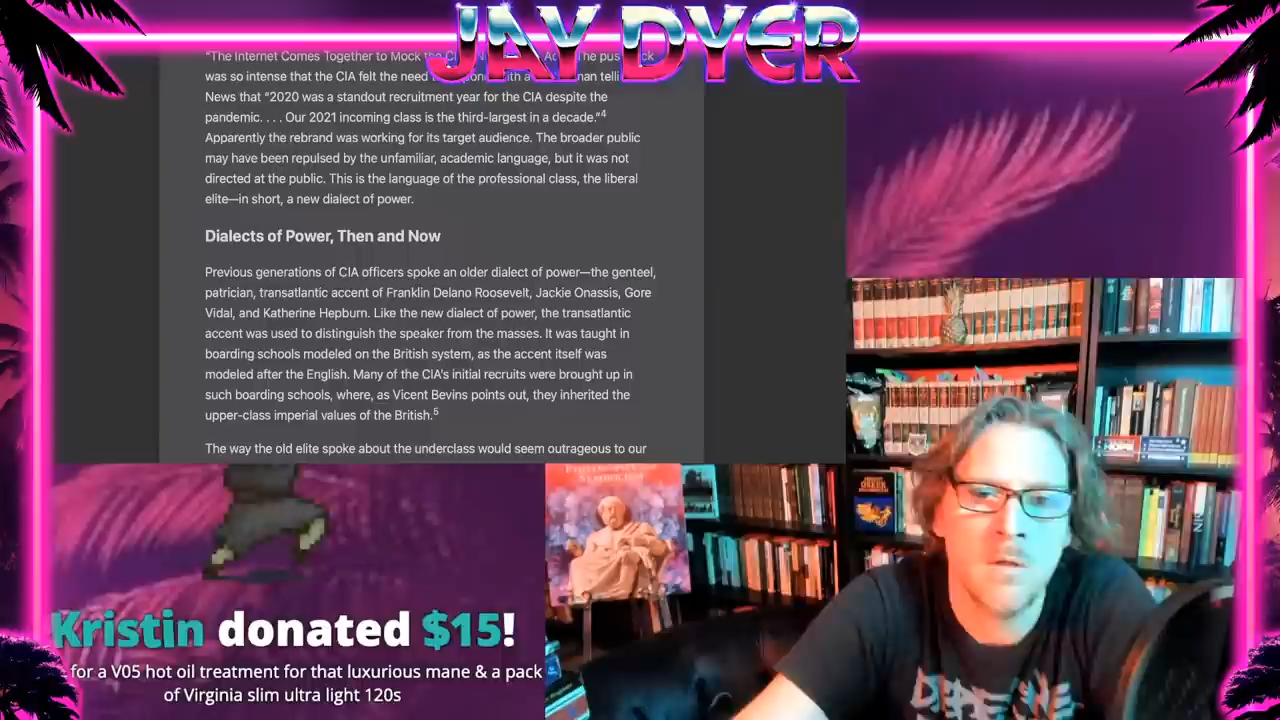 JAY DYER
"The Internet Comes Together to Mock the
was so intense that the CIA felt the need
News that "2020 was a standout recruitment year for the CIA despite the
pandemic. . . . Our 2021 incoming class is the third-largest in a decade."4
Apparently the rebrand was working for its target audience. The broader public
may have been repulsed by the unfamiliar, academic language, but it was not
directed at the public. This is the language of the professional class, the liberal
elite—in short, a new dialect of power.
Dialects of Power, Then and Now
Previous generations of CIA officers spoke an older dialect of power—the genteel,
patrician, transatlantic accent of Franklin Delano Roosevelt, Jackie Onassis, Gore
Vidal, and Katherine Hepburn. Like the new dialect of power, the transatlantic
accent was used to distinguish the speaker from the masses. It was taught in
boarding schools modeled on the British system, as the accent itself was
modeled after the English. Many of the CIA's initial recruits were brought up in
such boarding schools, where, as Vicent Bevins points out, they inherited the
upper-class imperial values of the British.5
The way the old elite spoke about the underclass would seem outrageous to our
Kristin donated $15!
for a V05 hot oil treatment for that luxurious mane & a pack
of Virginia slim ultra light 120s